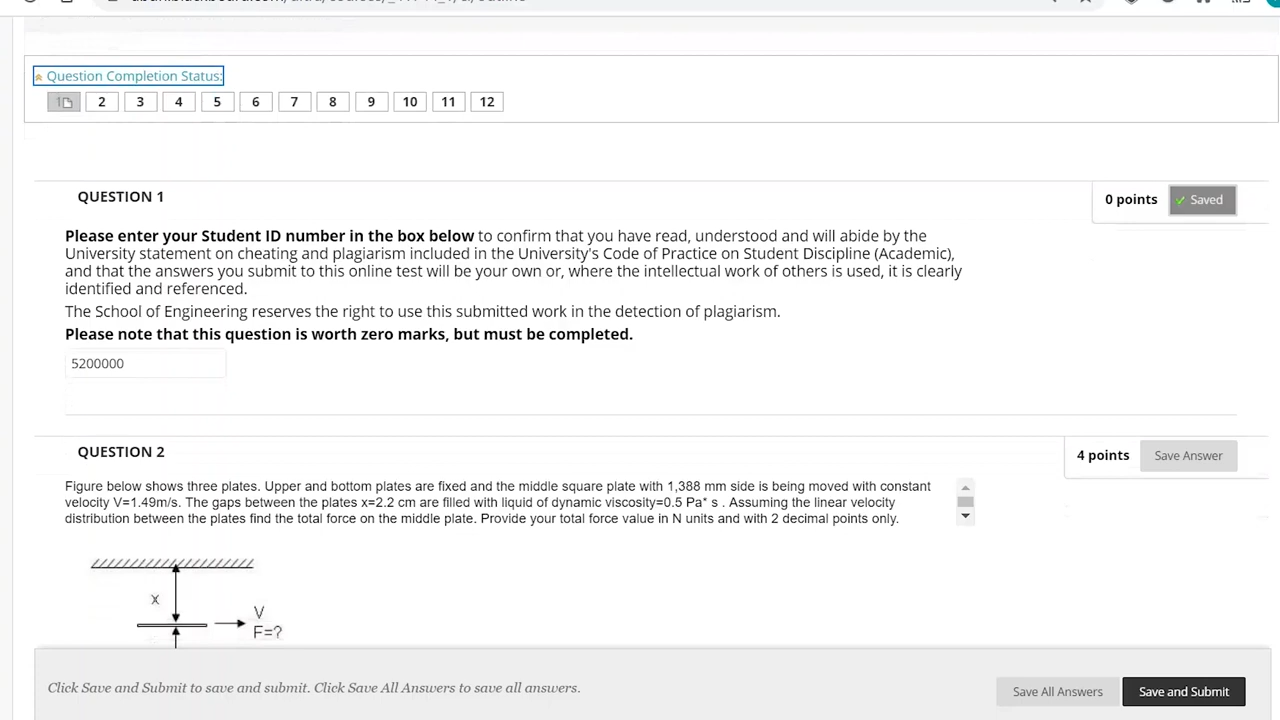 Question Completion Status:
1 2 3 4 5 6 7 8 9 10 11 12
QUESTION 1
0 points Saved
Please enter your Student ID number in the box below to confirm that you have read, understood and will abide by the
University statement on cheating and plagiarism included in the University's Code of Practice on Student Discipline (Academic),
and that the answers you submit to this online test will be your own or, where the intellectual work of others is used, it is clearly
identified and referenced.
The School of Engineering reserves the right to use this submitted work in the detection of plagiarism.
Please note that this question is worth zero marks, but must be completed.
5200000
QUESTION 2
4 points Save Answer
Figure below shows three plates. Upper and bottom plates are fixed and the middle square plate with 1,388 mm side is being moved with constant
velocity V=1.49m/s. The gaps between the plates x=2.2 cm are filled with liquid of dynamic viscosity=0.5 Pa* s . Assuming the linear velocity
distribution between the plates find the total force on the middle plate. Provide your total force value in N units and with 2 decimal points only.
x
V
F=?
Click Save and Submit to save and submit. Click Save All Answers to save all answers.
Save All Answers Save and Submit